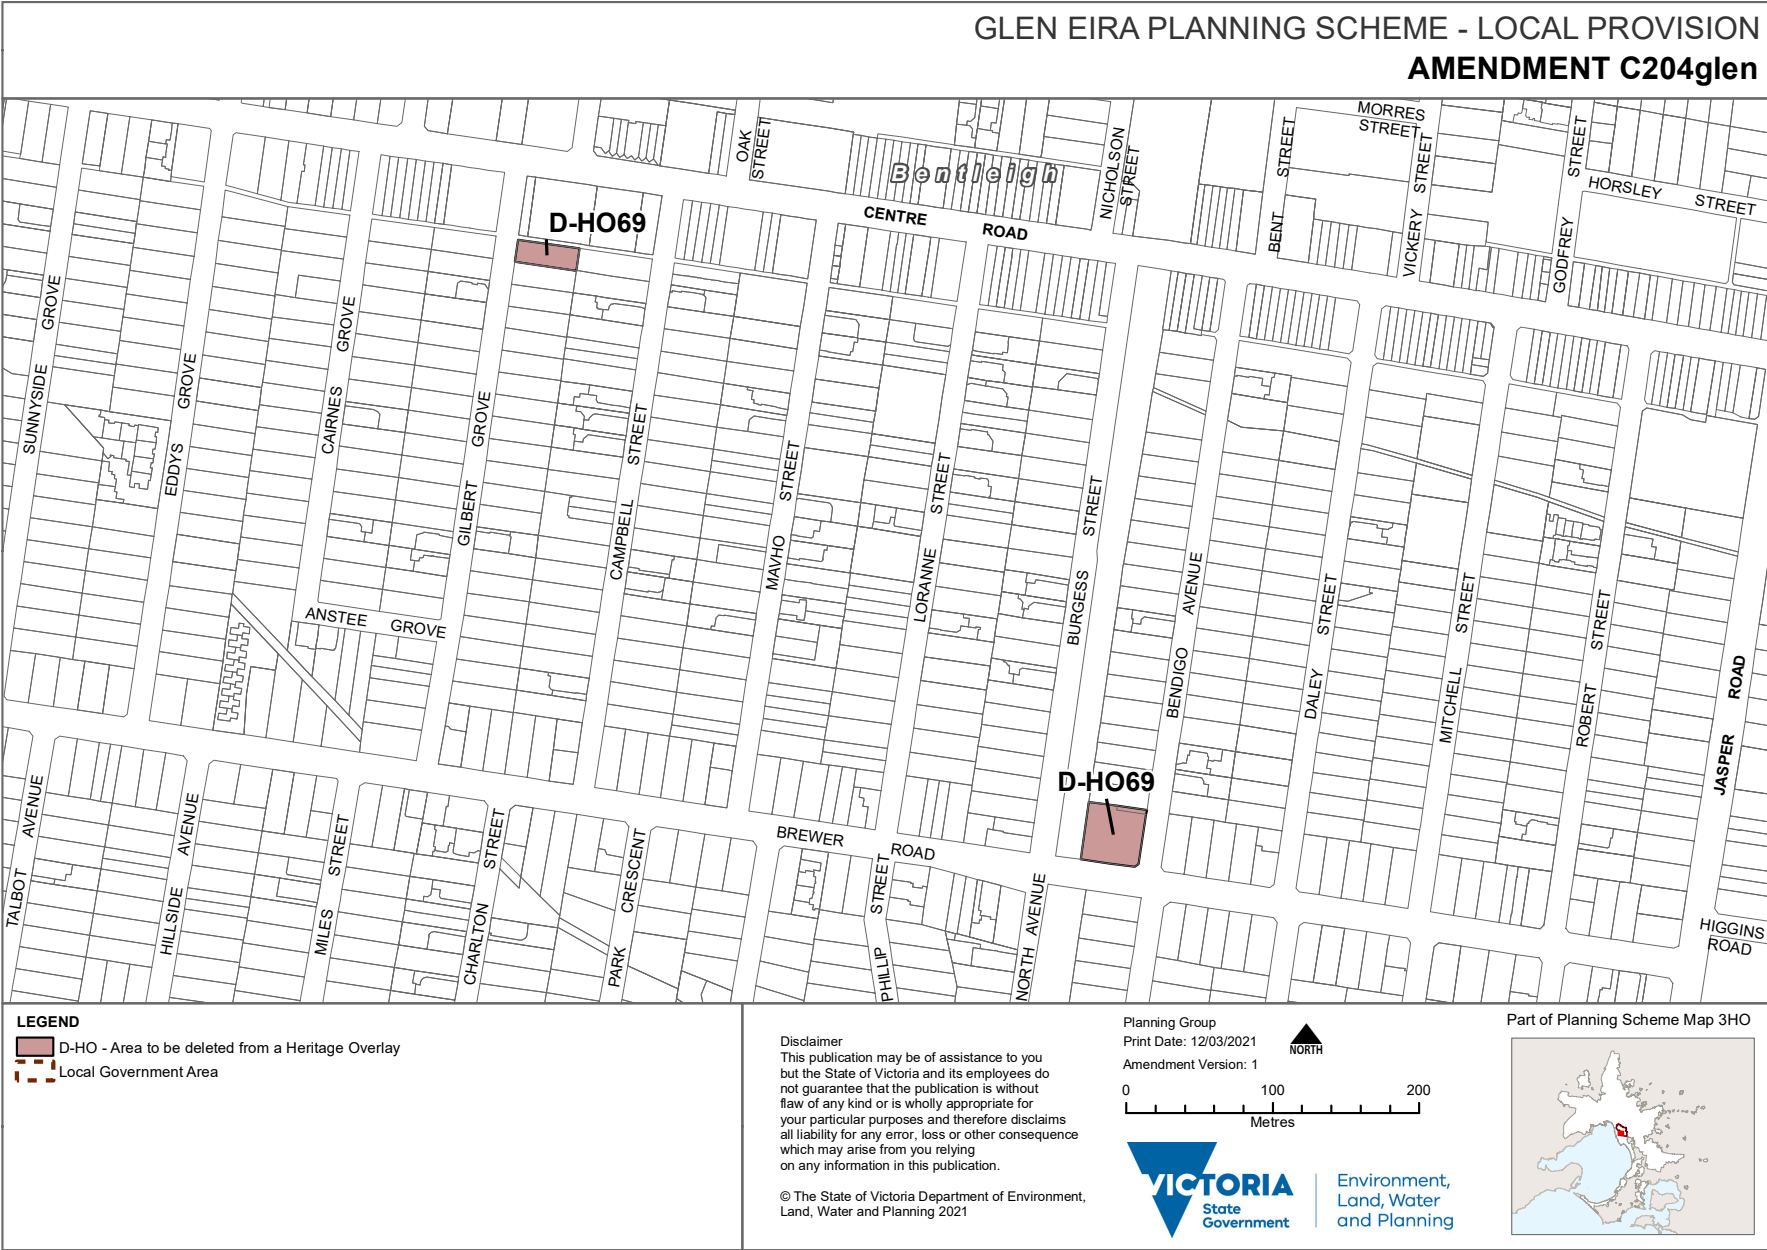 GLEN EIRA PLANNING SCHEME - LOCAL PROVISION
AMENDMENT C204glen
MORRES
STREET
OAK
STREET
NICHOLSON
STREET
BENT
STREET
VICKERY
STREET
GODFREY
STREET
HORSLEY
STREET
Bentleigh
CENTRE
ROAD
D-HO69
SUNNYSIDE
GROVE
EDDYS
GROVE
CAIRNES
GROVE
GILBERT
GROVE
CAMPBELL
STREET
MAVHO
STREET
LORANNE
STREET
BURGESS
STREET
BENDIGO
AVENUE
DALEY
STREET
MITCHELL
STREET
ROBERT
STREET
JASPER
ROAD
ANSTEE
GROVE
D-HO69
BREWER
ROAD
TALBOT
AVENUE
HILLSIDE
AVENUE
MILES
STREET
CHARLTON
STREET
PARK
CRESCENT
PHILLIP
STREET
NORTH
AVENUE
HIGGINS
ROAD
LEGEND
D-HO - Area to be deleted from a Heritage Overlay
Local Government Area
Disclaimer
This publication may be of assistance to you
but the State of Victoria and its employees do
not guarantee that the publication is without
flaw of any kind or is wholly appropriate for
your particular purposes and therefore disclaims
all liability for any error, loss or other consequence
which may arise from you relying
on any information in this publication.
© The State of Victoria Department of Environment,
Land, Water and Planning 2021
Planning Group
Print Date: 12/03/2021
Amendment Version: 1
NORTH
0
100
200
Metres
VICTORIA
State
Government
Environment,
Land, Water
and Planning
Part of Planning Scheme Map 3HO